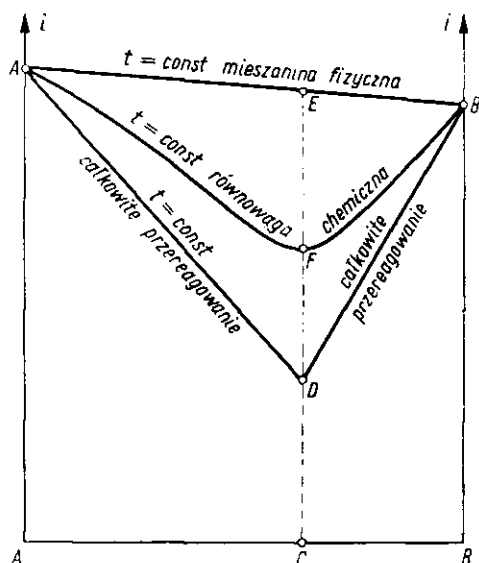 i
i
A
t = const mieszanina fizyczna
E
B
t = const równowaga
chemiczna
t = const
całkowite przereagowanie
F
całkowite
przereagowanie
D
A
C
B